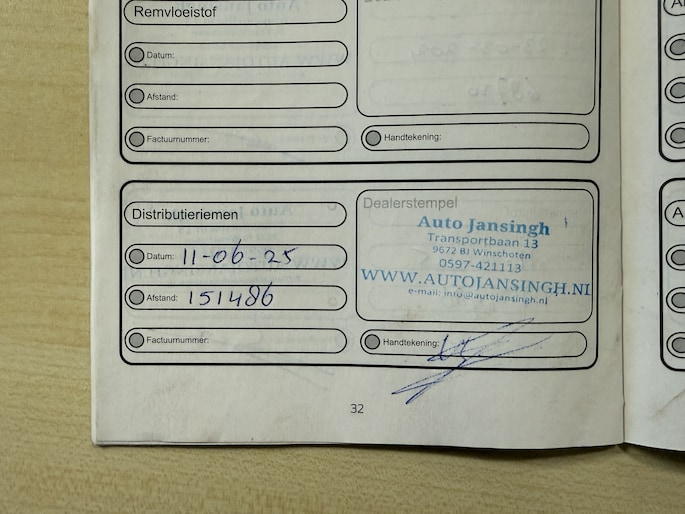 Remvloeistof
Datum:
Afstand:
Factuurnummer:
Handtekening:
Distributieriemen
Datum: 11-06-25
Afstand: 151486
Factuurnummer:
Dealerstempel
Auto Jansingh
Transportbaan 13
9672 BJ Winschoten
0597-421113
WWW.AUTOJANSINGH.NL
e-mail: info@autojansingh.nl
Handtekening:
32